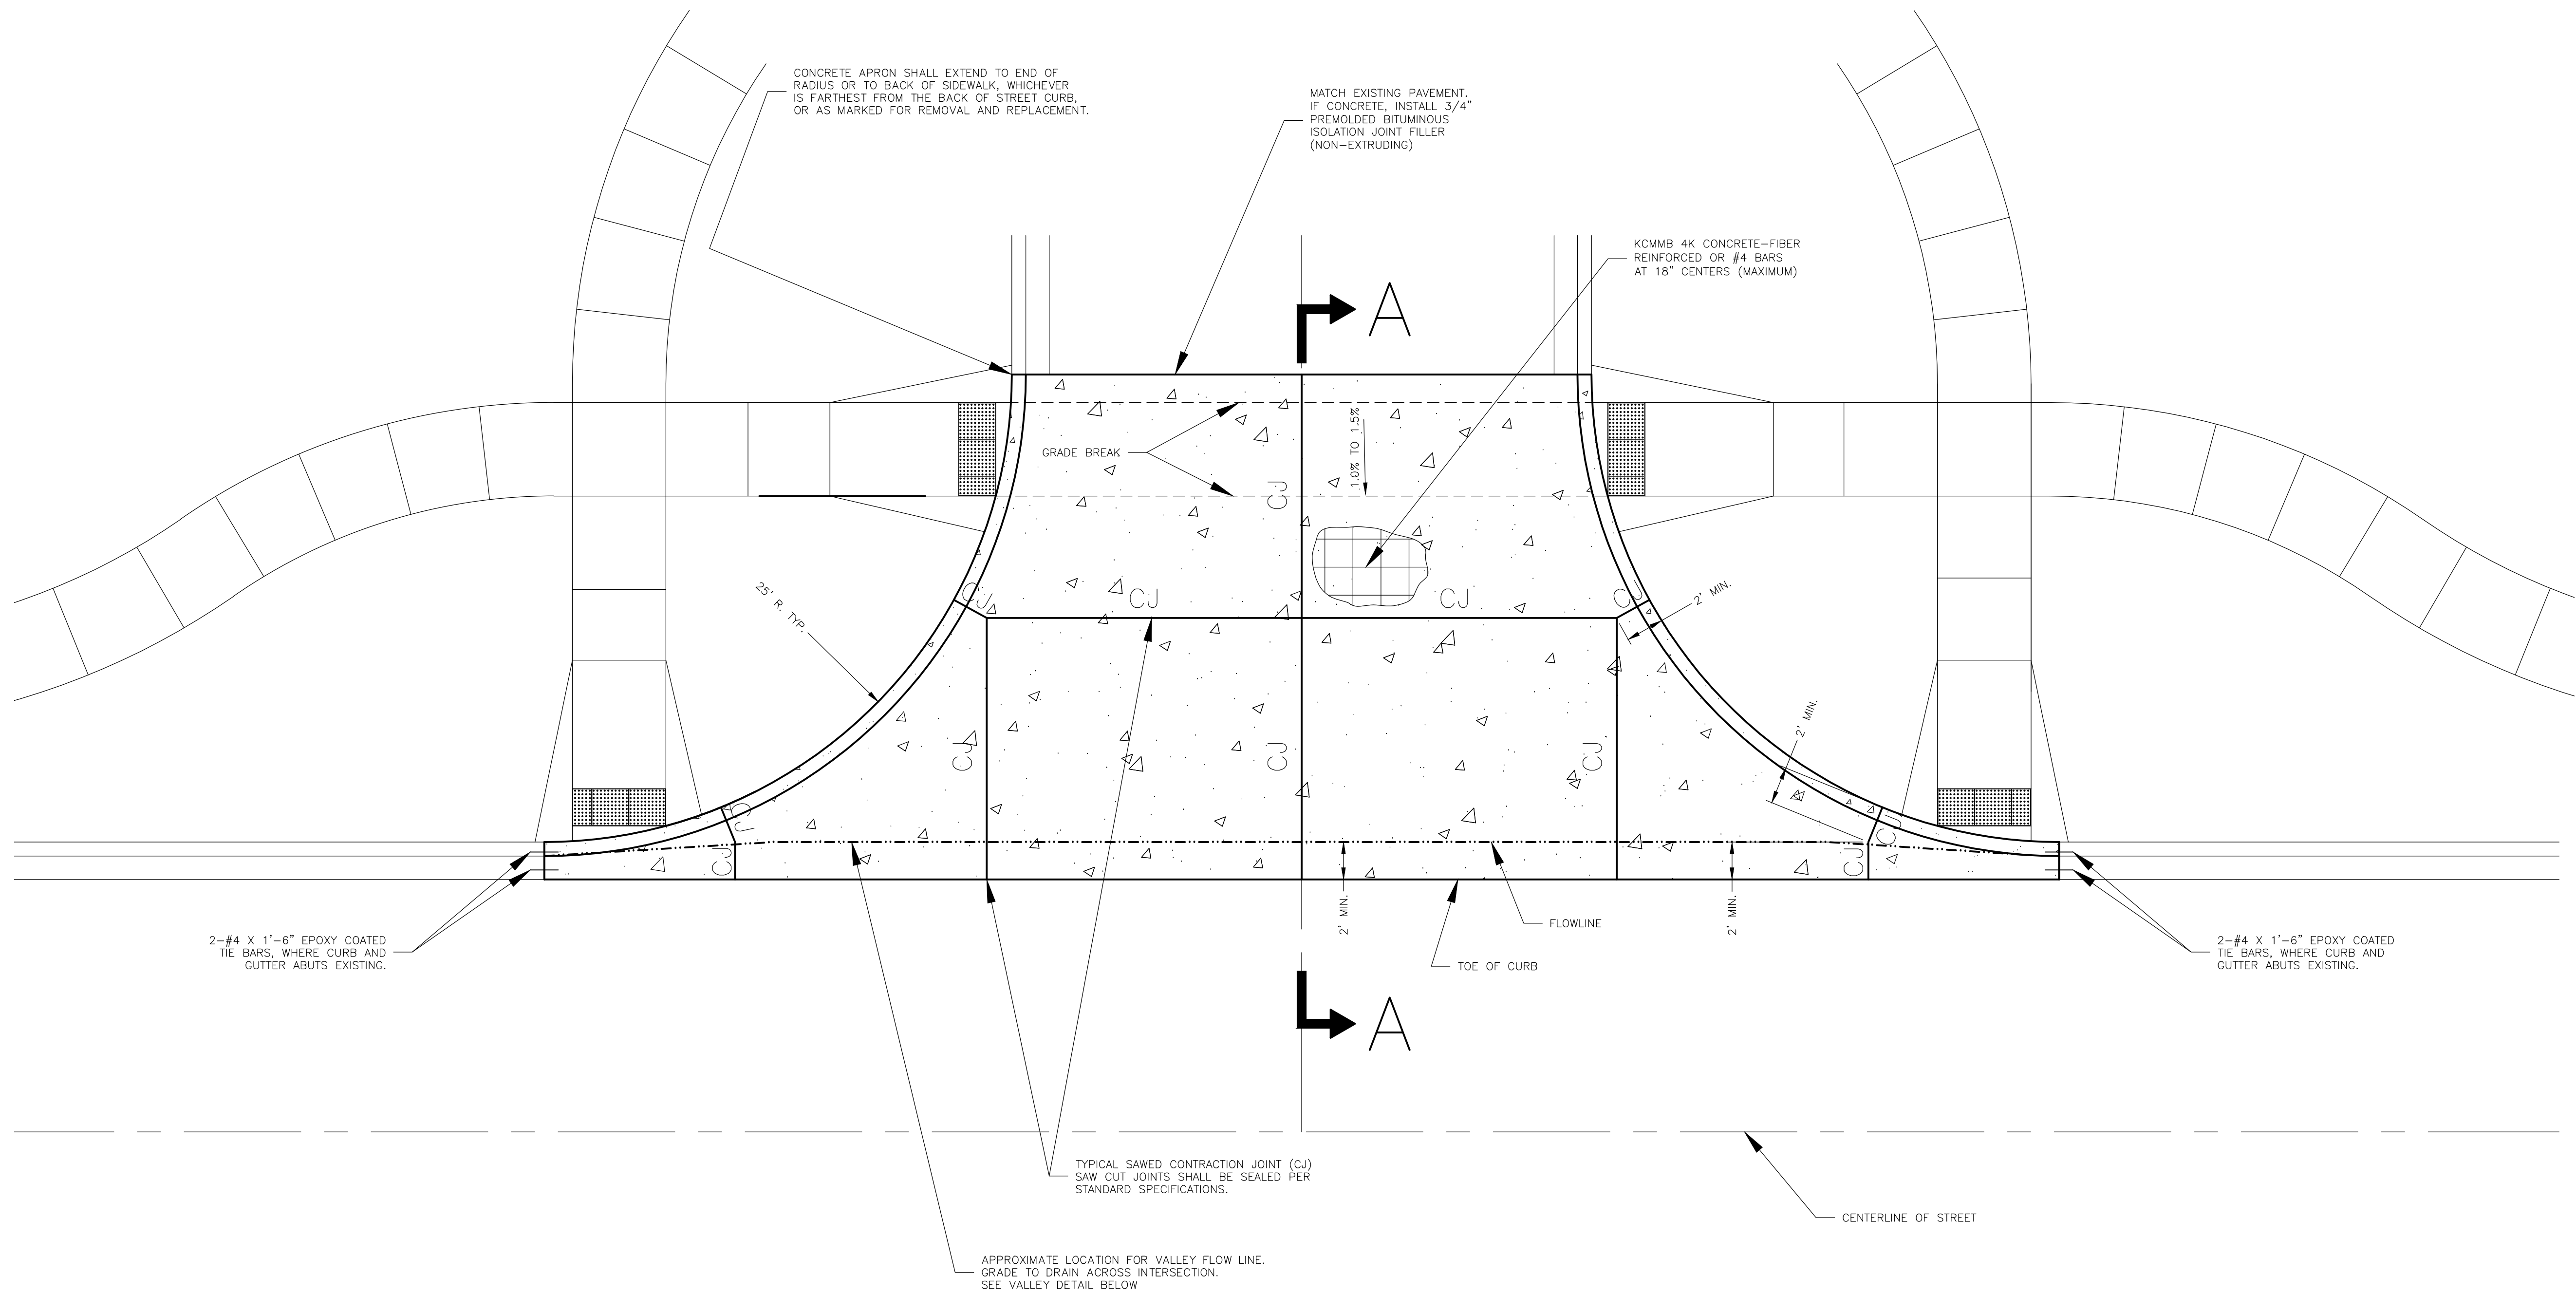 CONCRETE APRON SHALL EXTEND TO END OF
RADIUS OR TO BACK OF SIDEWALK, WHICHEVER
IS FARTHEST FROM THE BACK OF STREET CURB,
OR AS MARKED FOR REMOVAL AND REPLACEMENT.
MATCH EXISTING PAVEMENT.
IF CONCRETE, INSTALL 3/4"
PREMOLDED BITUMINOUS
ISOLATION JOINT FILLER
(NON-EXTRUDING)
KCMMB 4K CONCRETE-FIBER
REINFORCED OR #4 BARS
AT 18" CENTERS (MAXIMUM)
A
GRADE BREAK
1.0% TO 1.5%
CJ
25' R. TYP.
CJ
CJ
CJ
CJ
2' MIN.
CJ
CJ
CJ
2' MIN.
CJ
CJ
CJ
CJ
2' MIN.
2' MIN.
FLOWLINE
TOE OF CURB
2-#4 X 1'-6" EPOXY COATED
TIE BARS, WHERE CURB AND
GUTTER ABUTS EXISTING.
2-#4 X 1'-6" EPOXY COATED
TIE BARS, WHERE CURB AND
GUTTER ABUTS EXISTING.
A
TYPICAL SAWED CONTRACTION JOINT (CJ)
SAW CUT JOINTS SHALL BE SEALED PER
STANDARD SPECIFICATIONS.
CENTERLINE OF STREET
APPROXIMATE LOCATION FOR VALLEY FLOW LINE.
GRADE TO DRAIN ACROSS INTERSECTION.
SEE VALLEY DETAIL BELOW